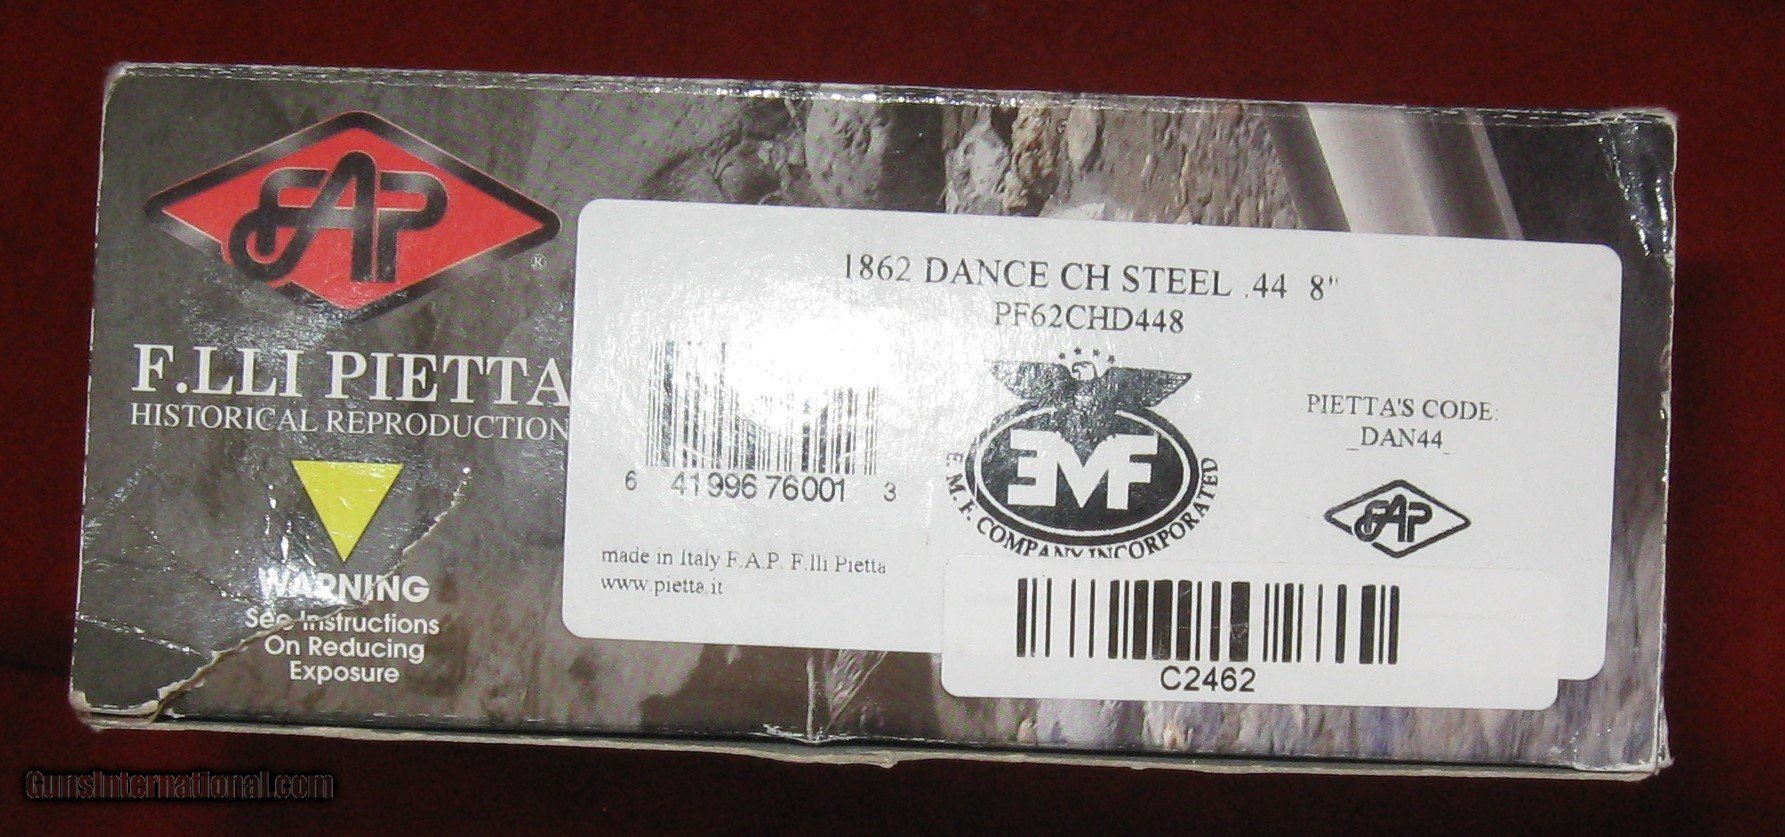 FAP
®
F.LLI PIETTA
HISTORICAL REPRODUCTION
WARNING
See Instructions
On Reducing
Exposure
1862 DANCE CH STEEL .44 8"
PF62CHD448
6 41996 76001 3
made in Italy F.A.P. F.lli Pietta
www.pietta.it
EMF
E. M. F. COMPANY INCORPORATED
PIETTA'S CODE:
_DAN44_
FAP
C2462
GunsInternational.com